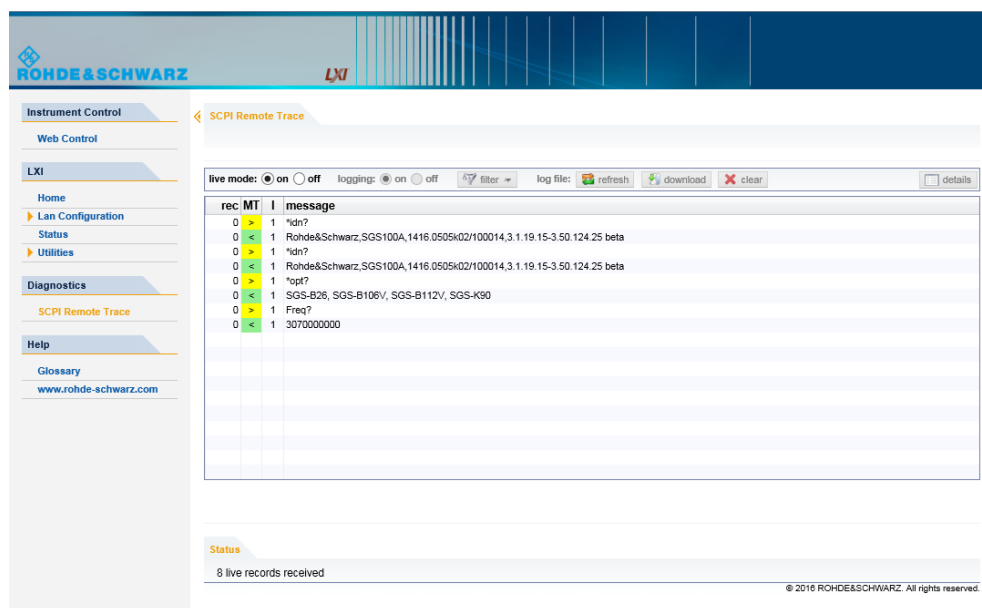 ROHDE&SCHWARZ
LXI
Instrument Control
Web Control
LXI
Home
Lan Configuration
Status
Utilities
Diagnostics
SCPI Remote Trace
Help
Glossary
www.rohde-schwarz.com
SCPI Remote Trace
live mode: on off logging: on off filter log file: refresh download clear details
rec MT I message
0 > 1 *idn?
0 < 1 Rohde&Schwarz,SGS100A,1416.0505k02/100014,3.1.19.15-3.50.124.25 beta
0 > 1 *idn?
0 < 1 Rohde&Schwarz,SGS100A,1416.0505k02/100014,3.1.19.15-3.50.124.25 beta
0 > 1 *opt?
0 < 1 SGS-B26, SGS-B106V, SGS-B112V, SGS-K90
0 > 1 Freq?
0 < 1 3070000000
Status
8 live records received
© 2016 ROHDE&SCHWARZ. All rights reserved.